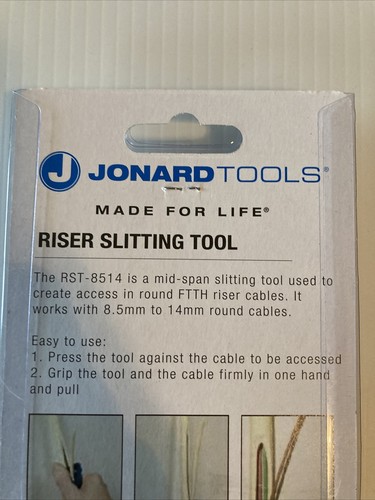 J JONARD TOOLS®
MADE FOR LIFE®
RISER SLITTING TOOL
The RST-8514 is a mid-span slitting tool used to
create access in round FTTH riser cables. It
works with 8.5mm to 14mm round cables.
Easy to use:
1. Press the tool against the cable to be accessed
2. Grip the tool and the cable firmly in one hand
and pull